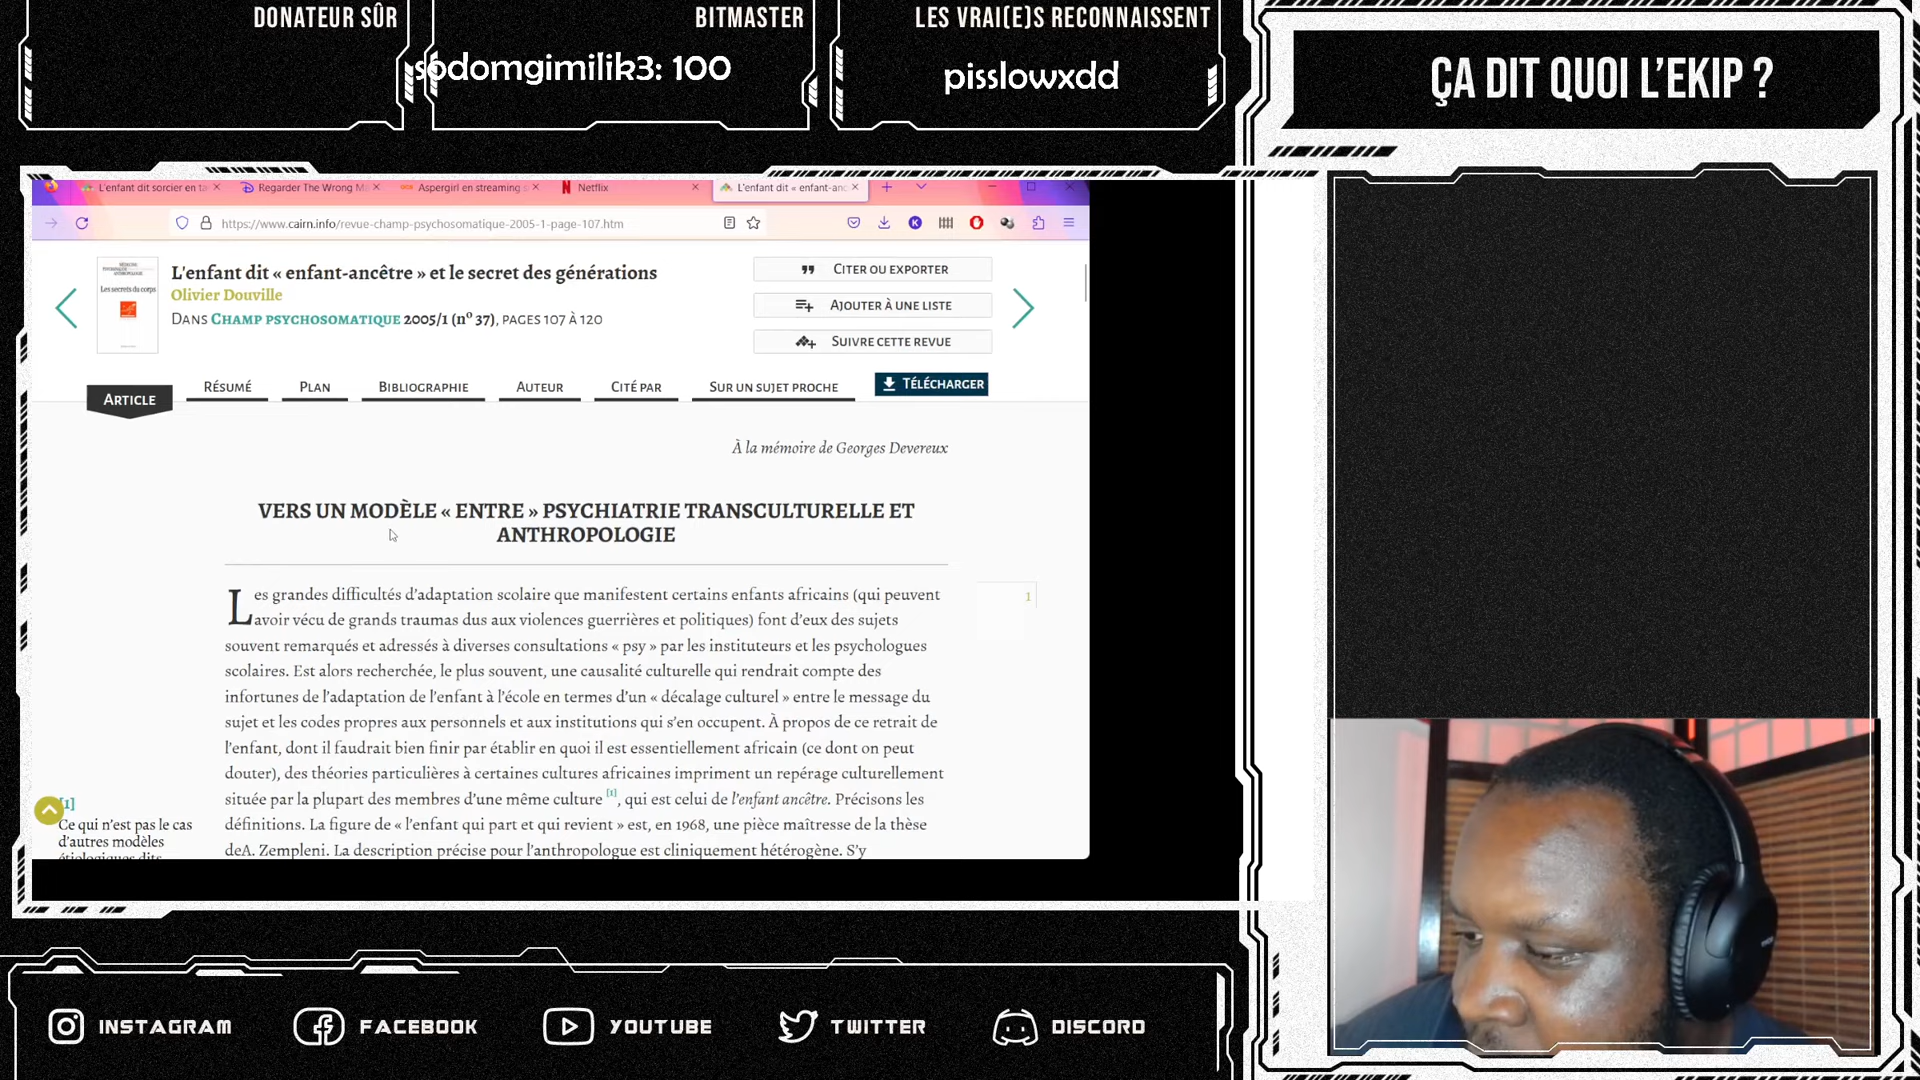 DONATEUR SÛR
BITMASTER
sodomgimilik3: 100
LES VRAI(E)S RECONNAISSENT
pisslowxdd
ÇA DIT QUOI L'EKIP ?
L'enfant dit sorcier en ta
Regarder The Wrong M
Aspergirl en streaming
Netflix
L'enfant dit « enfant-anc
https://www.cairn.info/revue-champ-psychosomatique-2005-1-page-107.htm
Les secrets du corps
L'enfant dit « enfant-ancêtre » et le secret des générations
Olivier Douville
DANS CHAMP PSYCHOSOMATIQUE 2005/1 (nº 37), PAGES 107 À 120
CITER OU EXPORTER
AJOUTER À UNE LISTE
SUIVRE CETTE REVUE
ARTICLE
RÉSUMÉ
PLAN
BIBLIOGRAPHIE
AUTEUR
CITÉ PAR
SUR UN SUJET PROCHE
TÉLÉCHARGER
À la mémoire de Georges Devereux
VERS UN MODÈLE « ENTRE » PSYCHIATRIE TRANSCULTURELLE ET
ANTHROPOLOGIE
Les grandes difficultés d'adaptation scolaire que manifestent certains enfants africains (qui peuvent
avoir vécu de grands traumas dus aux violences guerrières et politiques) font d'eux des sujets
souvent remarqués et adressés à diverses consultations « psy » par les instituteurs et les psychologues
scolaires. Est alors recherchée, le plus souvent, une causalité culturelle qui rendrait compte des
infortunes de l'adaptation de l'enfant à l'école en termes d'un « décalage culturel » entre le message du
sujet et les codes propres aux personnels et aux institutions qui s'en occupent. À propos de ce retrait de
l'enfant, dont il faudrait bien finir par établir en quoi il est essentiellement africain (ce dont on peut
douter), des théories particulières à certaines cultures africaines impriment un repérage culturellement
située par la plupart des membres d'une même culture [1], qui est celui de l'enfant ancêtre. Précisons les
définitions. La figure de « l'enfant qui part et qui revient » est, en 1968, une pièce maîtresse de la thèse
deA. Zempleni. La description précise pour l'anthropologue est cliniquement hétérogène. S'y
1
[1]
Ce qui n'est pas le cas
d'autres modèles
étiologiques dits
INSTAGRAM
FACEBOOK
YOUTUBE
TWITTER
DISCORD